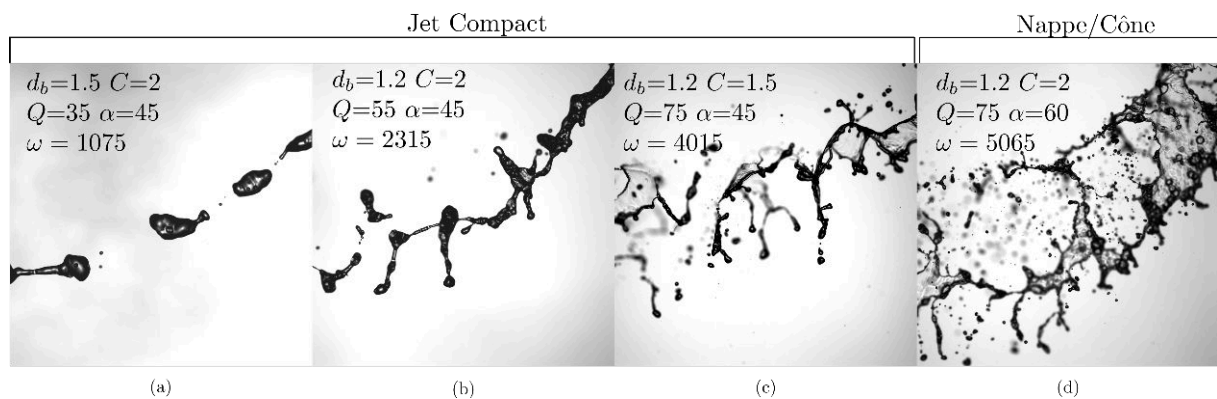 Jet Compact
Nappe/Cône
d_b=1.5 C=2
Q=35 α=45
ω = 1075
d_b=1.2 C=2
Q=55 α=45
ω = 2315
d_b=1.2 C=1.5
Q=75 α=45
ω = 4015
d_b=1.2 C=2
Q=75 α=60
ω = 5065
(a)
(b)
(c)
(d)